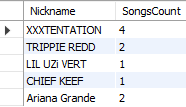 Nickname SongsCount
XXXTENTATION 4
TRIPPIE REDD 2
LIL UZi VERT 1
CHIEF KEEF 1
Ariana Grande 2